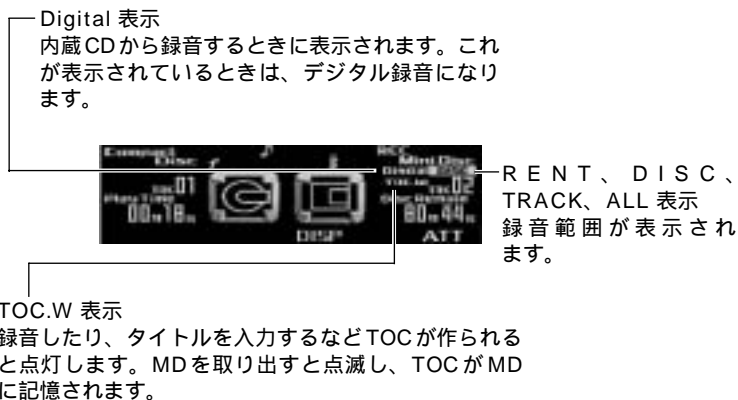 Digital 表示
内蔵CDから録音するときに表示されます。これ
が表示されているときは、デジタル録音になり
ます。
Compact
Disc
REC
Mini Disc
Digital
TOC.W
01
02
Play Time
00m18s
80m44s
DISP
ATT
RENT、DISC、
TRACK、ALL 表示
録音範囲が表示され
ます。
TOC.W 表示
録音したり、タイトルを入力するなどTOCが作られる
と点灯します。MDを取り出すと点滅し、TOCがMD
に記憶されます。